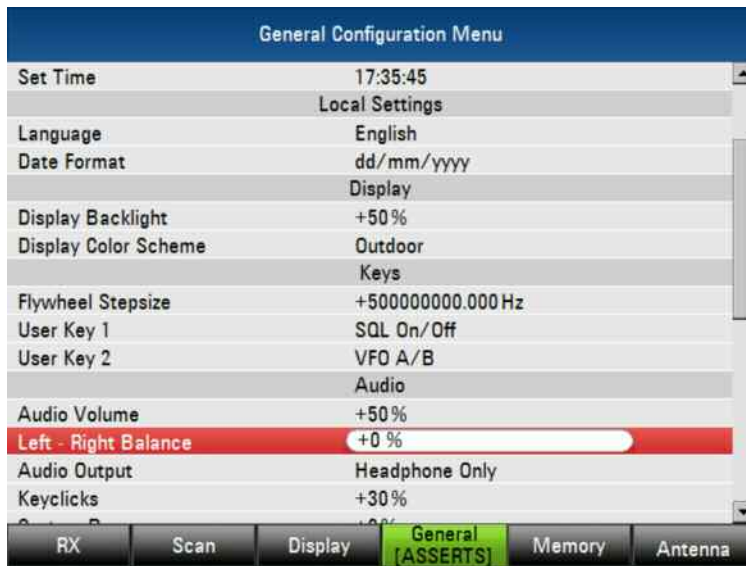 General Configuration Menu
Set Time 17:35:45
Local Settings
Language English
Date Format dd/mm/yyyy
Display
Display Backlight +50%
Display Color Scheme Outdoor
Keys
Flywheel Stepsize +500000000.000 Hz
User Key 1 SQL On/Off
User Key 2 VFO A/B
Audio
Audio Volume +50%
Left - Right Balance +0 %
Audio Output Headphone Only
Keyclicks +30%
RX Scan Display General [ASSERTS] Memory Antenna